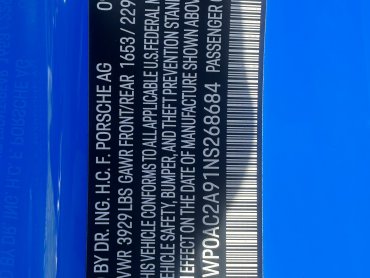 BY DR. ING. H.C. F. PORSCHE AG
3929 LBS GAWR FRONT/REAR 1653/ 229
THIS VEHICLE CONFORMS TO ALL APPLICABLE U.S. FEDERAL M
VEHICLE SAFETY, BUMPER, AND THEFT PREVENTION STAN
EFFECT ON THE DATE OF MANUFACTURE SHOWN ABOV
WP0AC2A91NS268684 PASSENGER